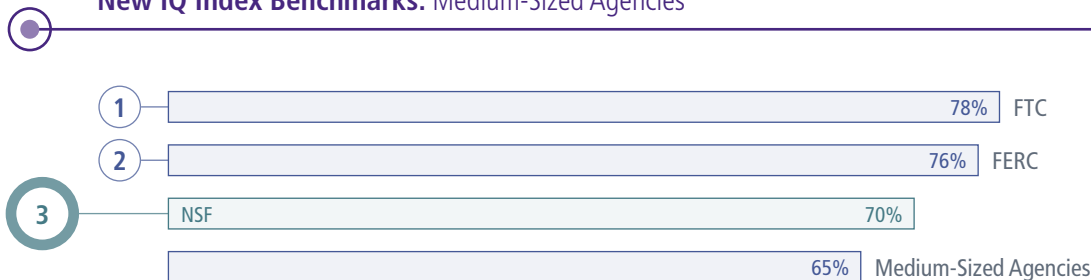 New IQ Index Benchmarks: Medium-Sized Agencies
1 78% FTC
2 76% FERC
3 NSF 70%
65% Medium-Sized Agencies